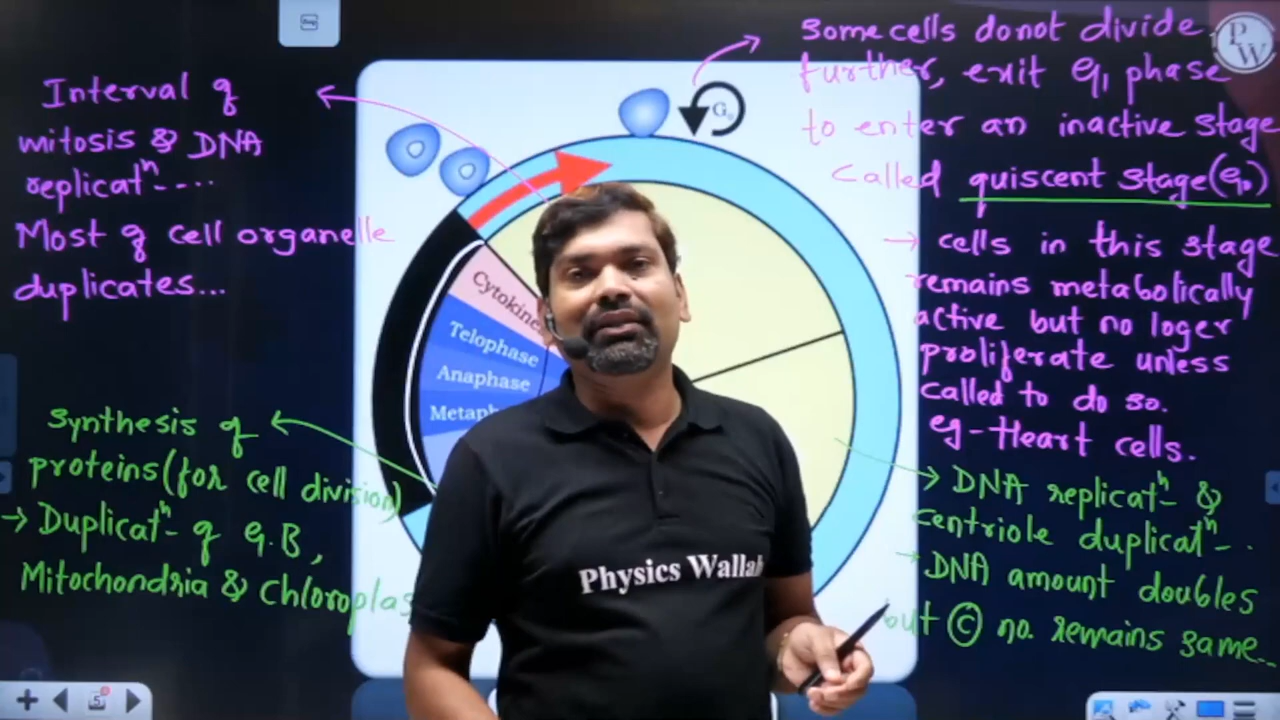 Interval of
mitosis & DNA
replicatⁿ----
Most of cell organelle
duplicates...
Synthesis of
proteins (for cell division)
→ Duplicatⁿ- of G.B,
Mitochondria & Chloroplas
Some cells do not divide
further, exit G₁ phase
to enter an inactive stage
called quiscent stage (G₀)
→ cells in this stage
remains metabolically
active but no loger
proliferate unless
called to do so.
eg-Heart cells.
→ DNA replicatⁿ- &
centriole duplicatⁿ-.
→ DNA amount doubles
but © no. remains same...
G₀
Cytokine
Telophase
Anaphase
Metaph
Physics Wallah
PW